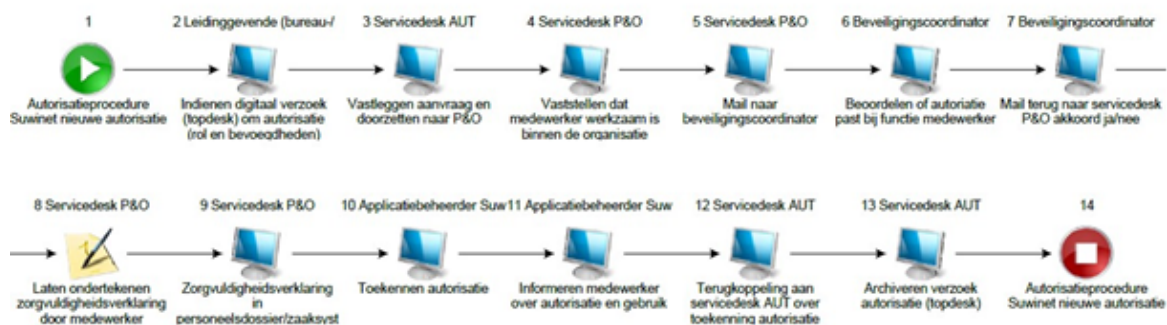 1
2 Leidinggevende (bureau-/
3 Servicedesk AUT
4 Servicedesk P&O
5 Servicedesk P&O
6 Beveiligingscoordinator
7 Beveiligingscoordinator
Autorisatieprocedure
Suwinet nieuwe autorisatie
Indienen digitaal verzoek
(topdesk) om autorisatie
(rol en bevoegdheden)
Vastleggen aanvraag en
doorzetten naar P&O
Vaststellen dat
medewerker werkzaam is
binnen de organisatie
Mail naar
beveiligingscoordinator
Beoordelen of autoriatie
past bij functie medewerker
Mail terug naar servicedesk
P&O akkoord ja/nee
8 Servicedesk P&O
9 Servicedesk P&O
10 Applicatiebeheerder Suw
11 Applicatiebeheerder Suw
12 Servicedesk AUT
13 Servicedesk AUT
14
Laten ondertekenen
zorgvuldigheidsverklaring
door medewerker
Zorgvuldigheidsverklaring
in
personeelsdossier/zaaksyst
Toekennen autorisatie
Informeren medewerker
over autorisatie en gebruik
Terugkoppeling aan
servicedesk AUT over
toekenning autorisatie
Archiveren verzoek
autorisatie (topdesk)
Autorisatieprocedure
Suwinet nieuwe autorisatie